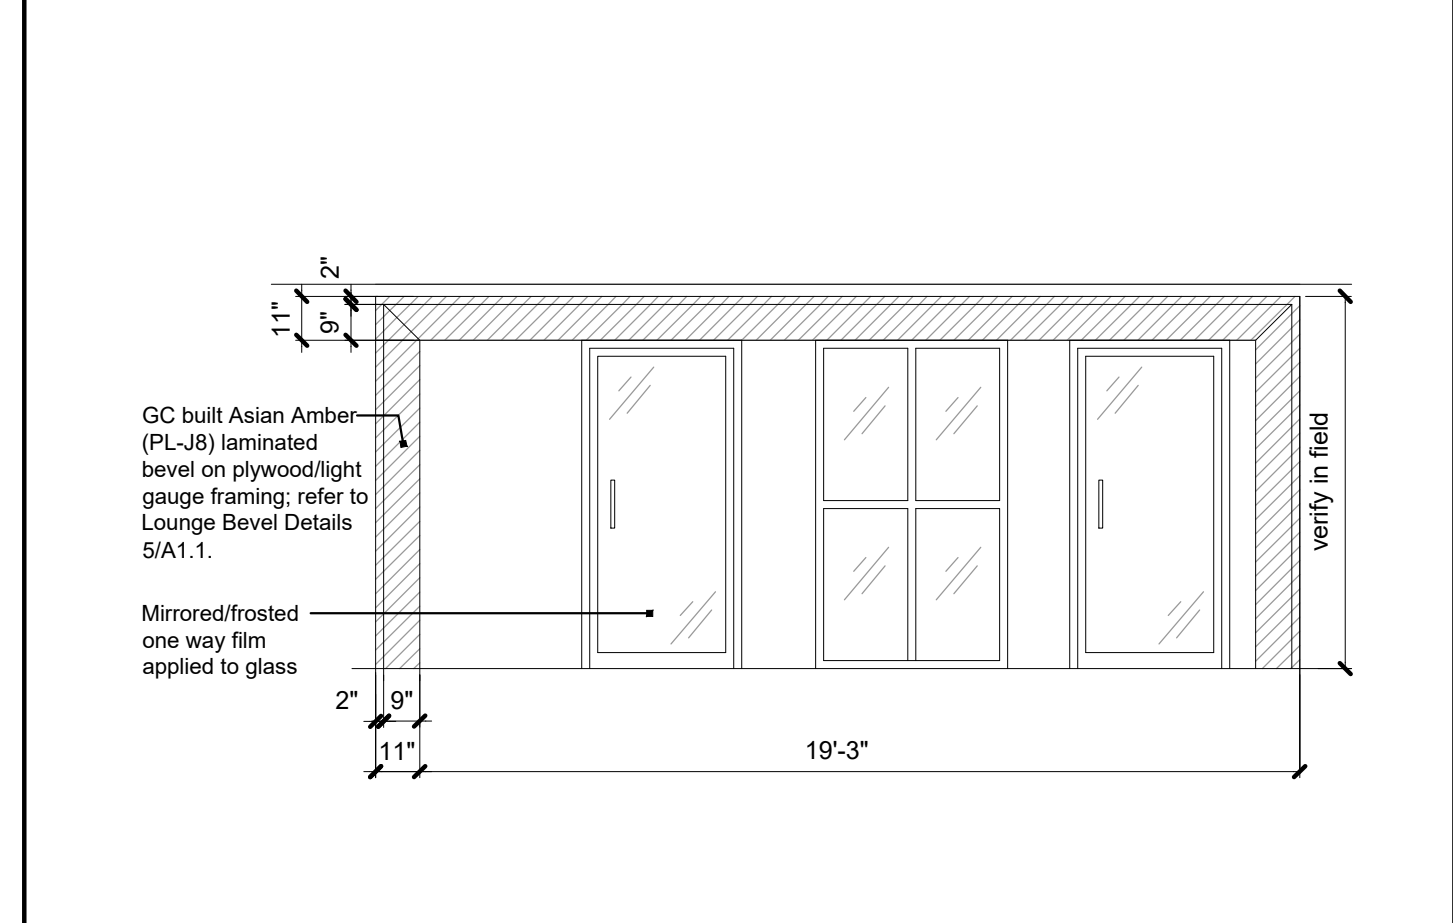 2"
11"
9"
GC built Asian Amber
(PL-J8) laminated
bevel on plywood/light
gauge framing; refer to
Lounge Bevel Details
5/A1.1.
verify in field
Mirrored/frosted
one way film
applied to glass
2"
9"
11"
19'-3"